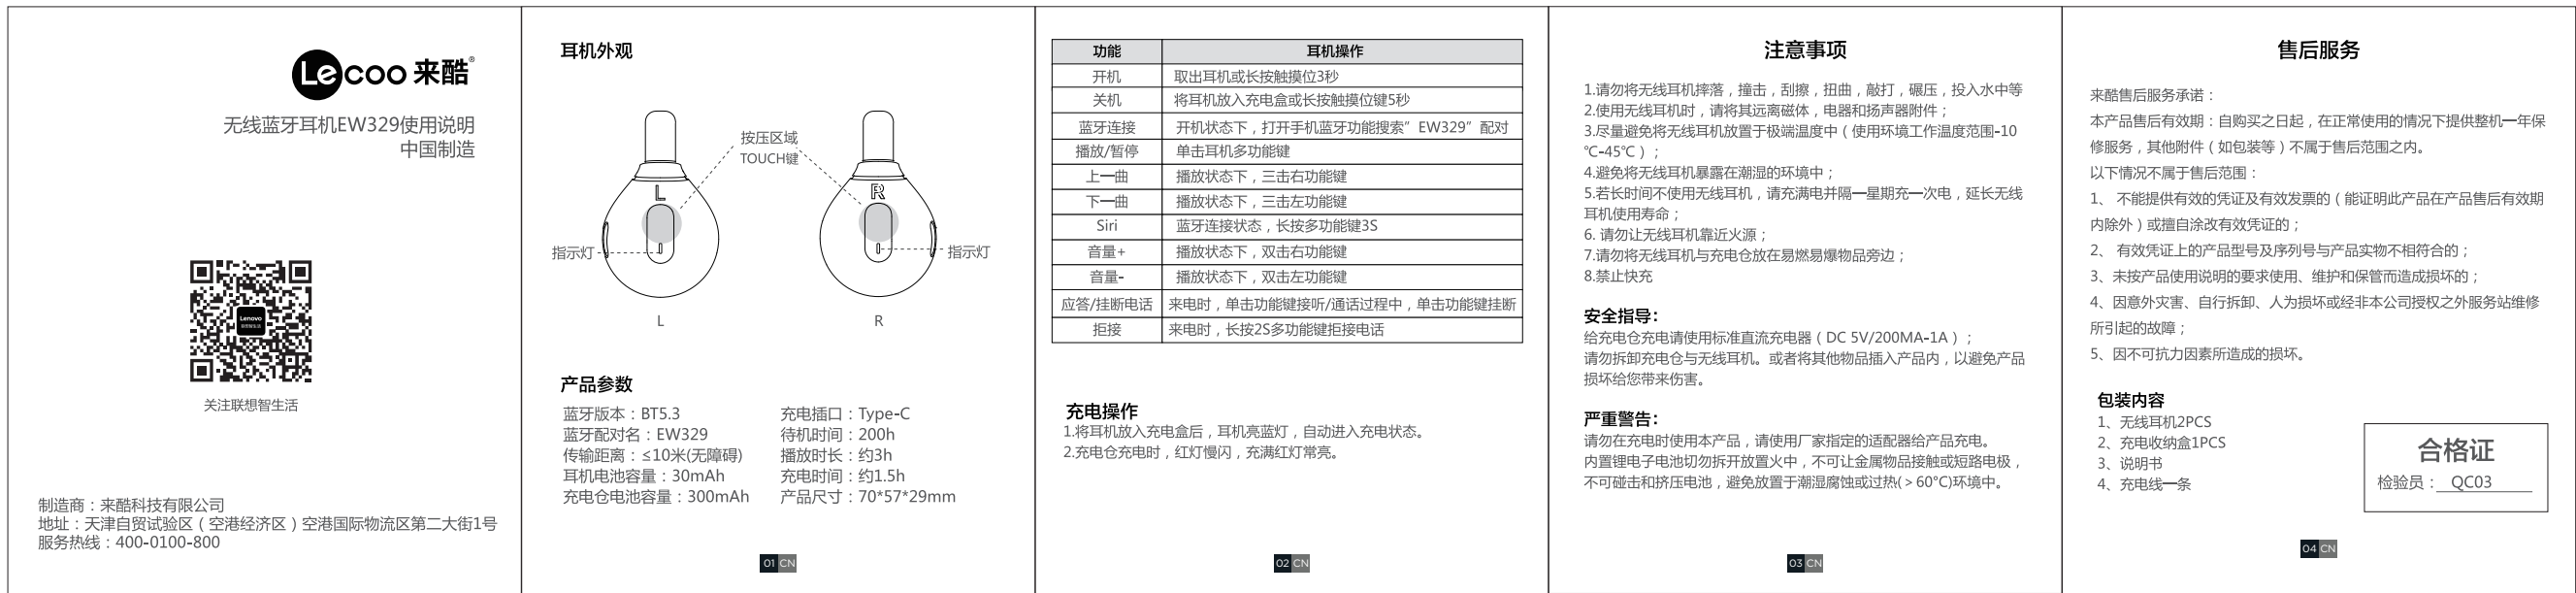 Lecoo 来酷®
无线蓝牙耳机EW329使用说明
中国制造
Lenovo
联想智生活
关注联想智生活
制造商：来酷科技有限公司
地址：天津自贸试验区（空港经济区）空港国际物流区第二大街1号
服务热线：400-0100-800
耳机外观
按压区域
TOUCH键
L
R
指示灯
指示灯
L
R
产品参数
蓝牙版本：BT5.3
蓝牙配对名：EW329
传输距离：≤10米(无障碍)
耳机电池容量：30mAh
充电仓电池容量：300mAh
充电插口：Type-C
待机时间：200h
播放时长：约3h
充电时间：约1.5h
产品尺寸：70*57*29mm
01 CN
功能 耳机操作
开机 取出耳机或长按触摸位3秒
关机 将耳机放入充电盒或长按触摸位键5秒
蓝牙连接 开机状态下，打开手机蓝牙功能搜索”EW329”配对
播放/暂停 单击耳机多功能键
上一曲 播放状态下，三击右功能键
下一曲 播放状态下，三击左功能键
Siri 蓝牙连接状态，长按多功能键3S
音量+ 播放状态下，双击右功能键
音量- 播放状态下，双击左功能键
应答/挂断电话 来电时，单击功能键接听/通话过程中，单击功能键挂断
拒接 来电时，长按2S多功能键拒接电话
充电操作
1.将耳机放入充电盒后，耳机亮蓝灯，自动进入充电状态。
2.充电仓充电时，红灯慢闪，充满红灯常亮。
02 CN
注意事项
1.请勿将无线耳机摔落，撞击，刮擦，扭曲，敲打，碾压，投入水中等
2.使用无线耳机时，请将其远离磁体，电器和扬声器附件；
3.尽量避免将无线耳机放置于极端温度中（使用环境工作温度范围-10
℃-45℃）；
4.避免将无线耳机暴露在潮湿的环境中；
5.若长时间不使用无线耳机，请充满电并隔一星期充一次电，延长无线
耳机使用寿命；
6. 请勿让无线耳机靠近火源；
7.请勿将无线耳机与充电仓放在易燃易爆物品旁边；
8.禁止快充
安全指导:
给充电仓充电请使用标准直流充电器（DC 5V/200MA-1A）；
请勿拆卸充电仓与无线耳机。或者将其他物品插入产品内，以避免产品
损坏给您带来伤害。
严重警告:
请勿在充电时使用本产品，请使用厂家指定的适配器给产品充电。
内置锂电子电池切勿拆开放置火中，不可让金属物品接触或短路电极，
不可碰击和挤压电池，避免放置于潮湿腐蚀或过热(＞60°C)环境中。
03 CN
售后服务
来酷售后服务承诺：
本产品售后有效期：自购买之日起，在正常使用的情况下提供整机一年保
修服务，其他附件（如包装等）不属于售后范围之内。
以下情况不属于售后范围：
1、 不能提供有效的凭证及有效发票的（能证明此产品在产品售后有效期
内除外）或擅自涂改有效凭证的；
2、 有效凭证上的产品型号及序列号与产品实物不相符合的；
3、未按产品使用说明的要求使用、维护和保管而造成损坏的；
4、因意外灾害、自行拆卸、人为损坏或经非本公司授权之外服务站维修
所引起的故障；
5、因不可抗力因素所造成的损坏。
包装内容
1、无线耳机2PCS
2、充电收纳盒1PCS
3、说明书
4、充电线一条
合格证
检验员：QC03
04 CN